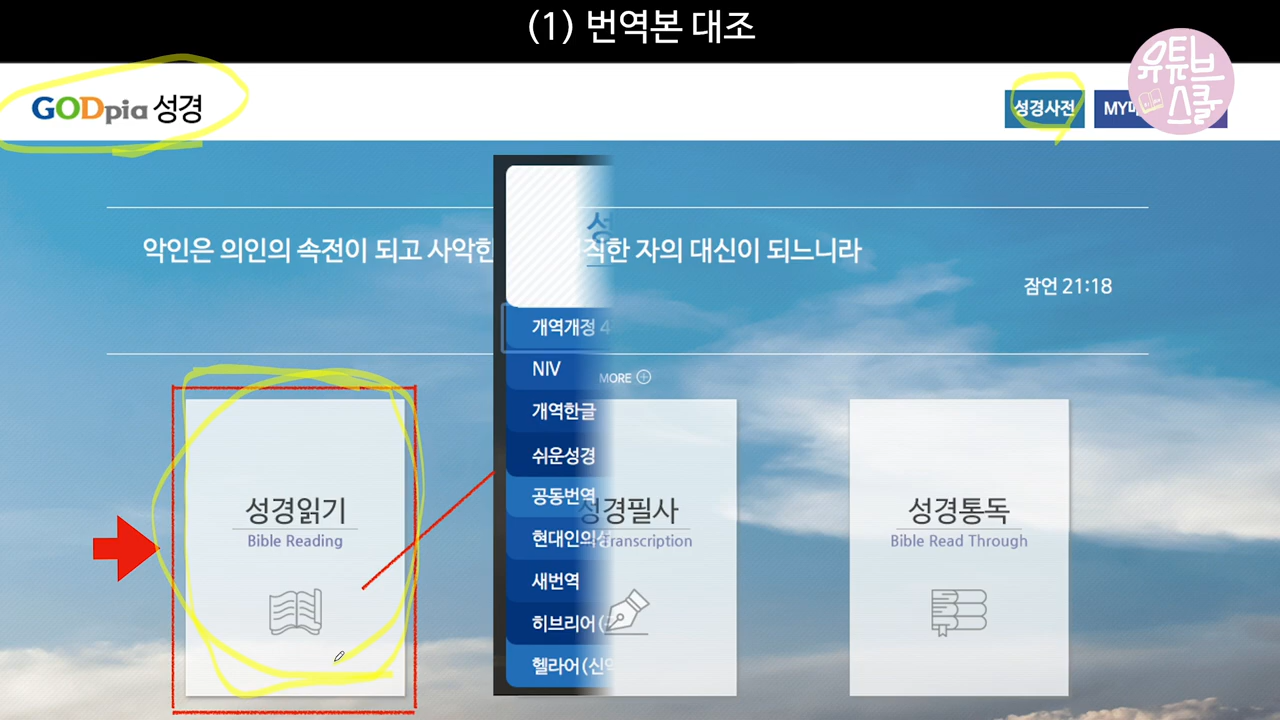 (1) 번역본 대조
유튜브
스쿨
GODpia 성경
성경사전
악인은 의인의 속전이 되고 사악한
직한 자의 대신이 되느니라
잠언 21:18
개역개정
NIV
MORE
개역한글
쉬운성경
공동번역
현대인의
새번역
히브리어
헬라어(신약
성경읽기
Bible Reading
성경필사
Transcription
성경통독
Bible Read Through